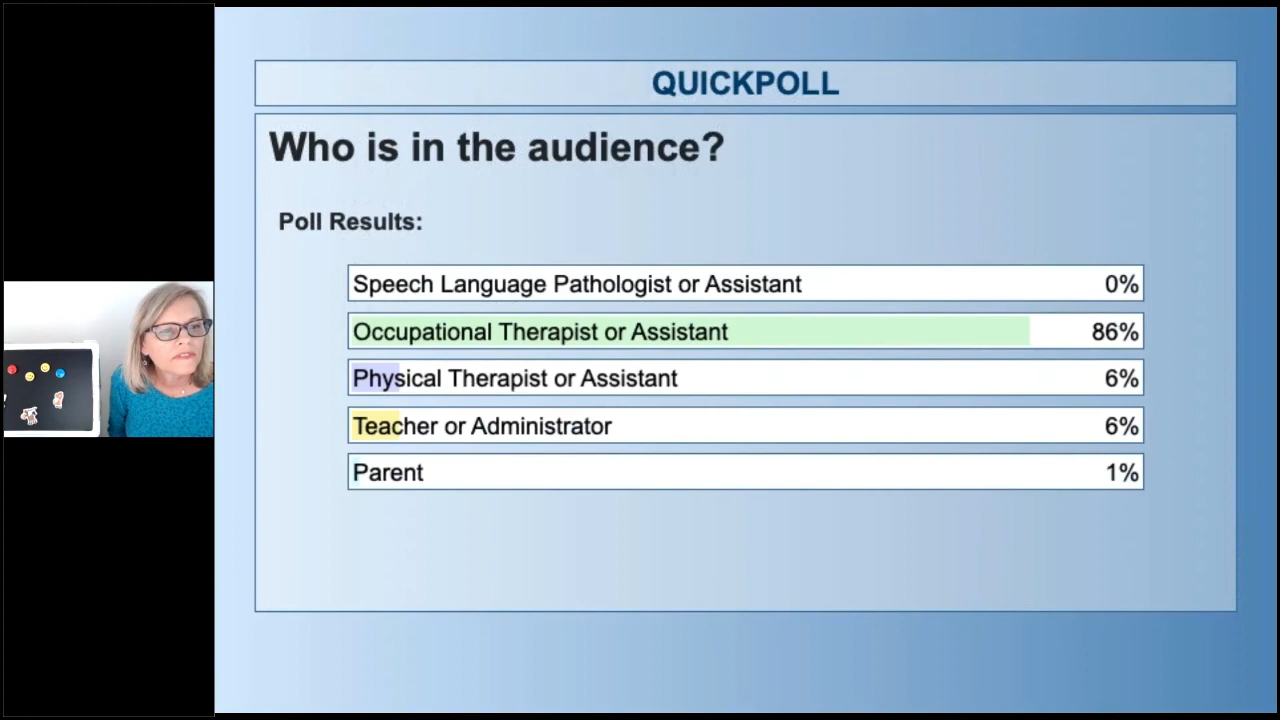 QUICKPOLL
Who is in the audience?
Poll Results:
Speech Language Pathologist or Assistant 0%
Occupational Therapist or Assistant 86%
Physical Therapist or Assistant 6%
Teacher or Administrator 6%
Parent 1%